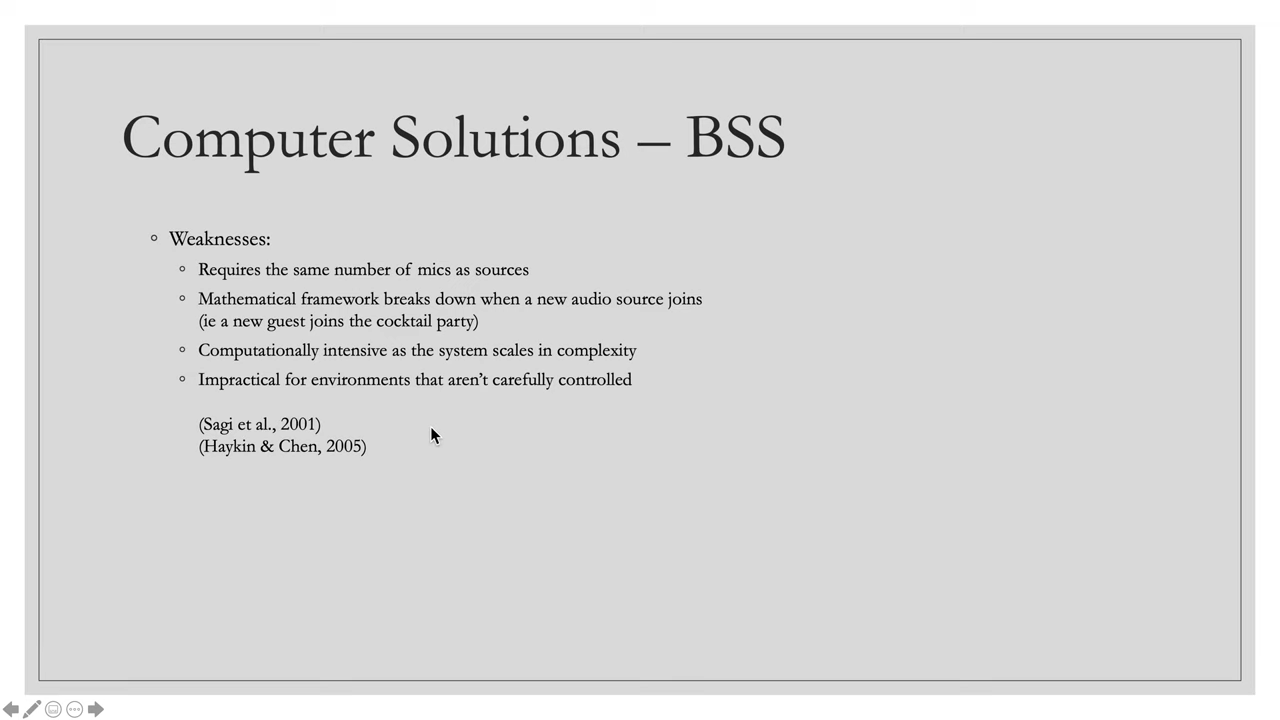 Computer Solutions – BSS
Weaknesses:
Requires the same number of mics as sources
Mathematical framework breaks down when a new audio source joins
(ie a new guest joins the cocktail party)
Computationally intensive as the system scales in complexity
Impractical for environments that aren’t carefully controlled
(Sagi et al., 2001)
(Haykin & Chen, 2005)